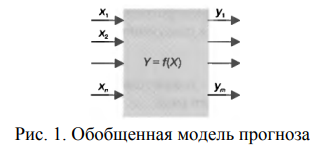 x₁ y₁
x₂
Y = f(X)
xₙ yₘ
Рис. 1. Обобщенная модель прогноза